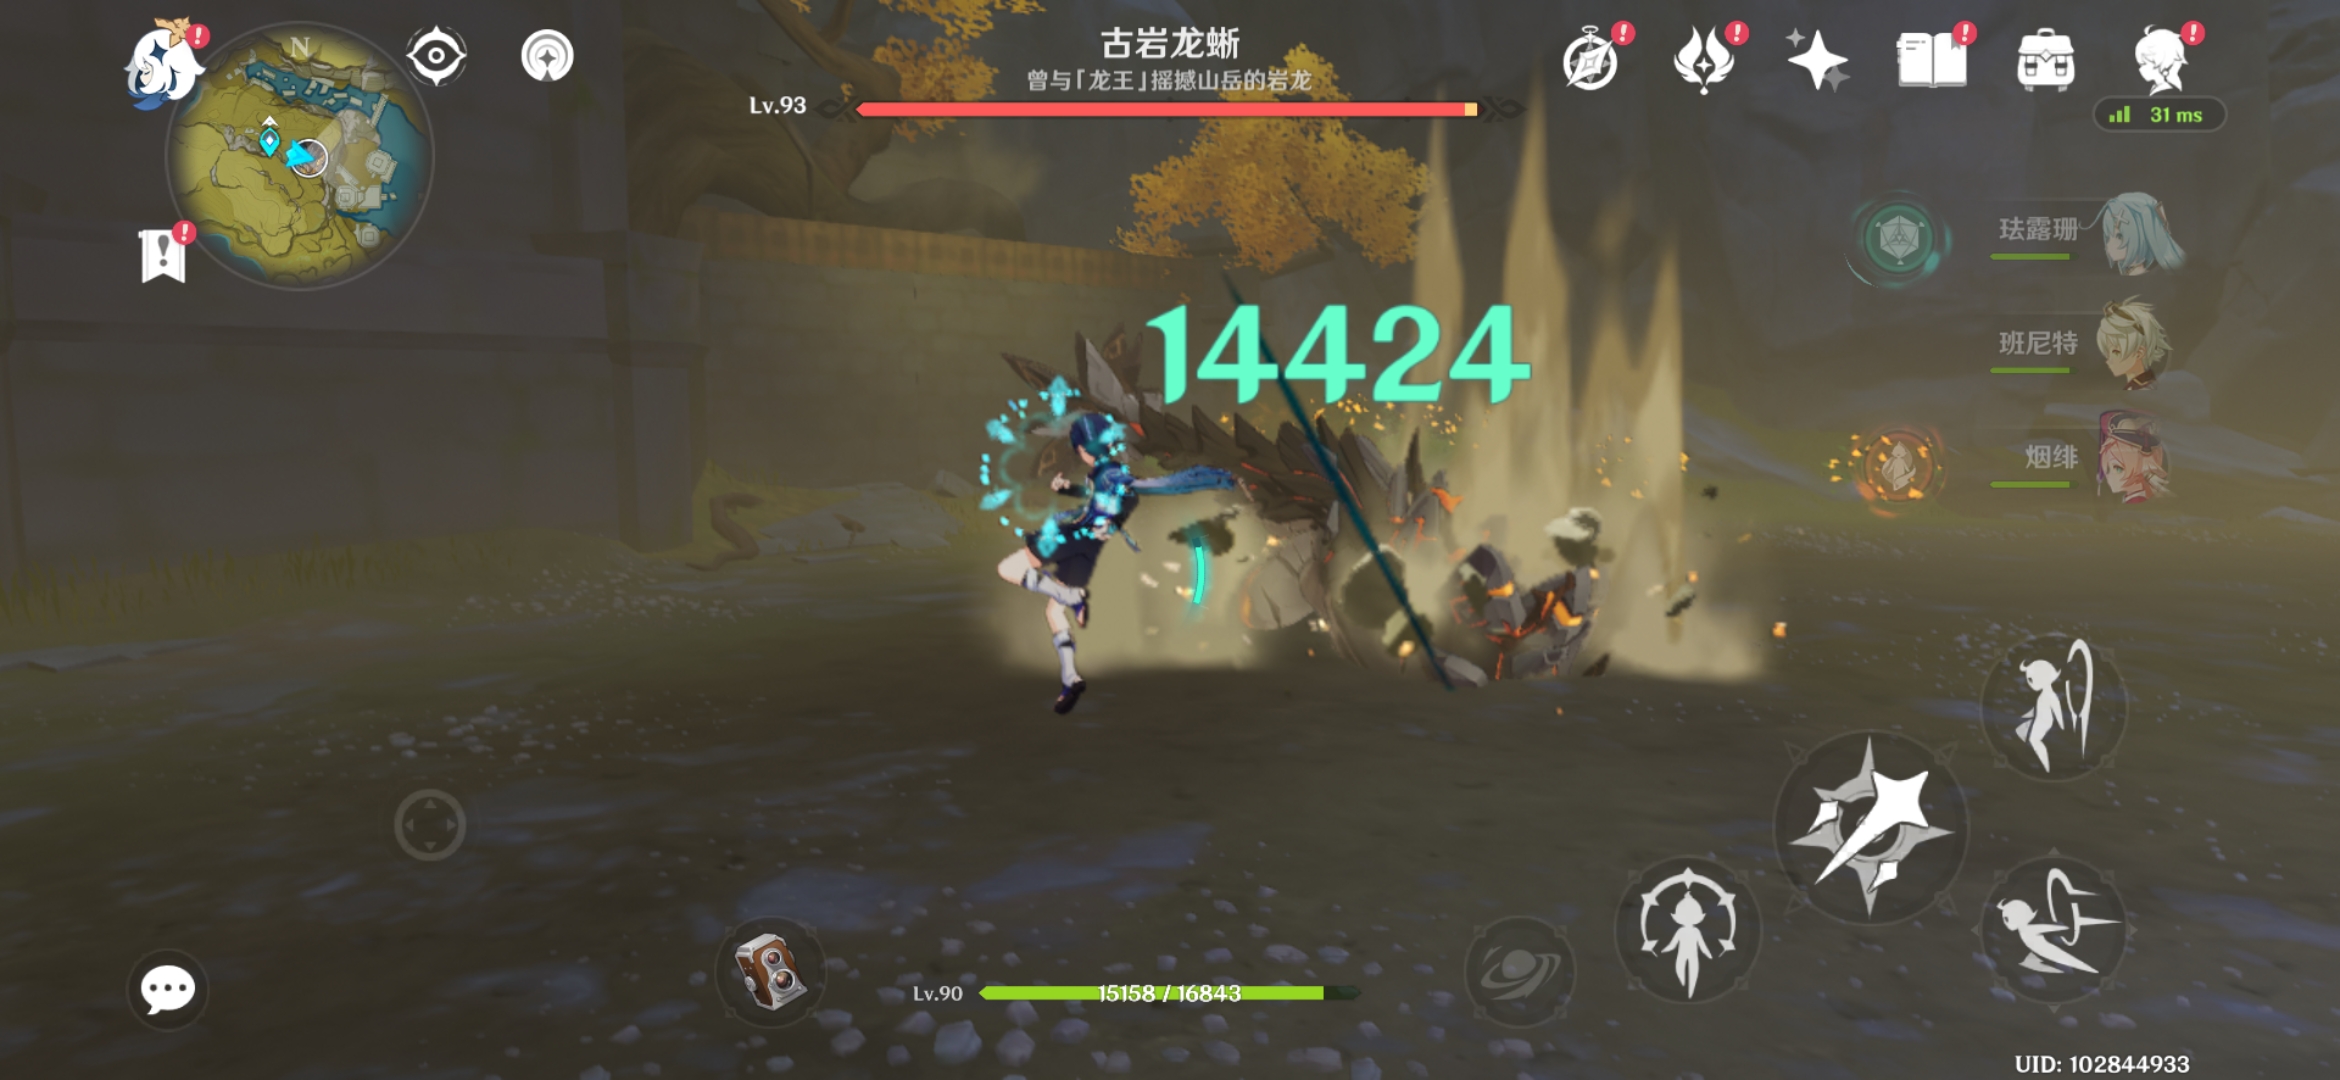 N
古岩龙蜥
曾与「龙王」摇撼山岳的岩龙
Lv.93
31 ms
珐露珊
班尼特
烟绯
14424
Lv.90
15158 / 16843
UID: 102844933